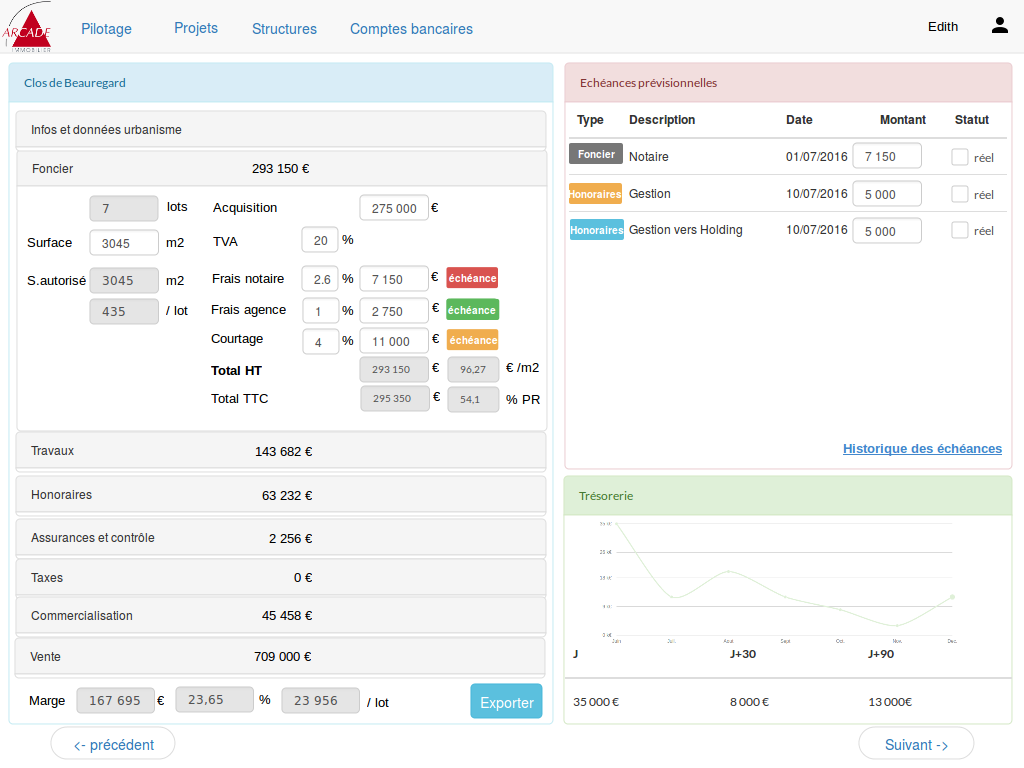 ARCADE
IMMOBILIER
Pilotage Projets Structures Comptes bancaires Edith
Clos de Beauregard
Infos et données urbanisme
Foncier 293 150 €
7 lots Acquisition 275 000 €
Surface 3045 m2 TVA 20 %
S.autorisé 3045 m2 Frais notaire 2.6 % 7 150 € échéance
435 / lot Frais agence 1 % 2 750 € échéance
Courtage 4 % 11 000 € échéance
Total HT 293 150 € 96,27 € /m2
Total TTC 295 350 € 54,1 % PR
Travaux 143 682 €
Honoraires 63 232 €
Assurances et contrôle 2 256 €
Taxes 0 €
Commercialisation 45 458 €
Vente 709 000 €
Marge 167 695 € 23,65 % 23 956 / lot Exporter
<- précédent
Echéances prévisionnelles
Type Description Date Montant Statut
Foncier Notaire 01/07/2016 7 150 réel
Honoraires Gestion 10/07/2016 5 000 réel
Honoraires Gestion vers Holding 10/07/2016 5 000 réel
Historique des échéances
Trésorerie
Juin Juil. Aout Sept Oct. Nov. Dec.
J J+30 J+90
35 000 € 8 000 € 13 000€
Suivant ->